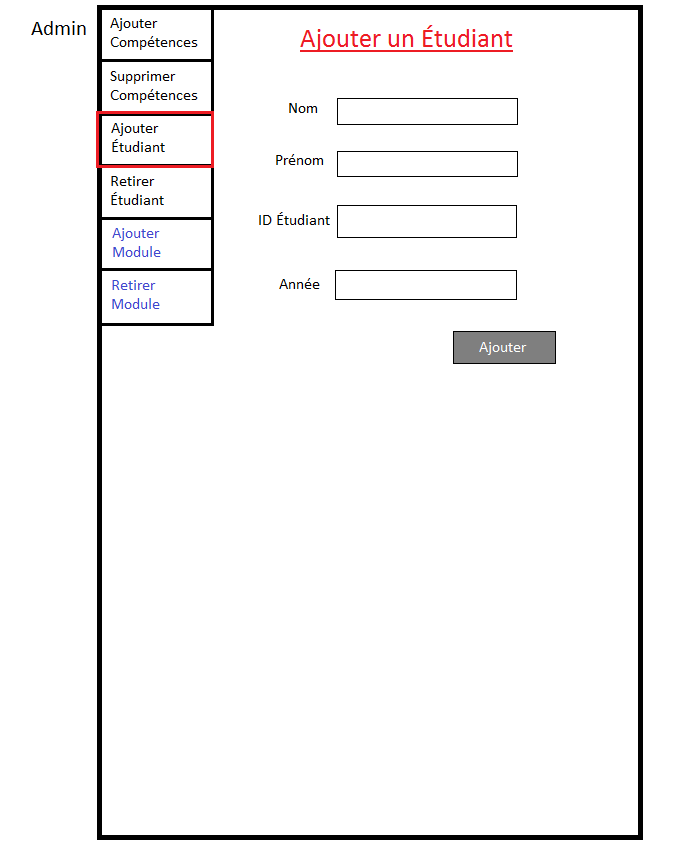 Admin
Ajouter
Compétences
Supprimer
Compétences
Ajouter
Étudiant
Retirer
Étudiant
Ajouter
Module
Retirer
Module
Ajouter un Étudiant
Nom
Prénom
ID Étudiant
Année
Ajouter